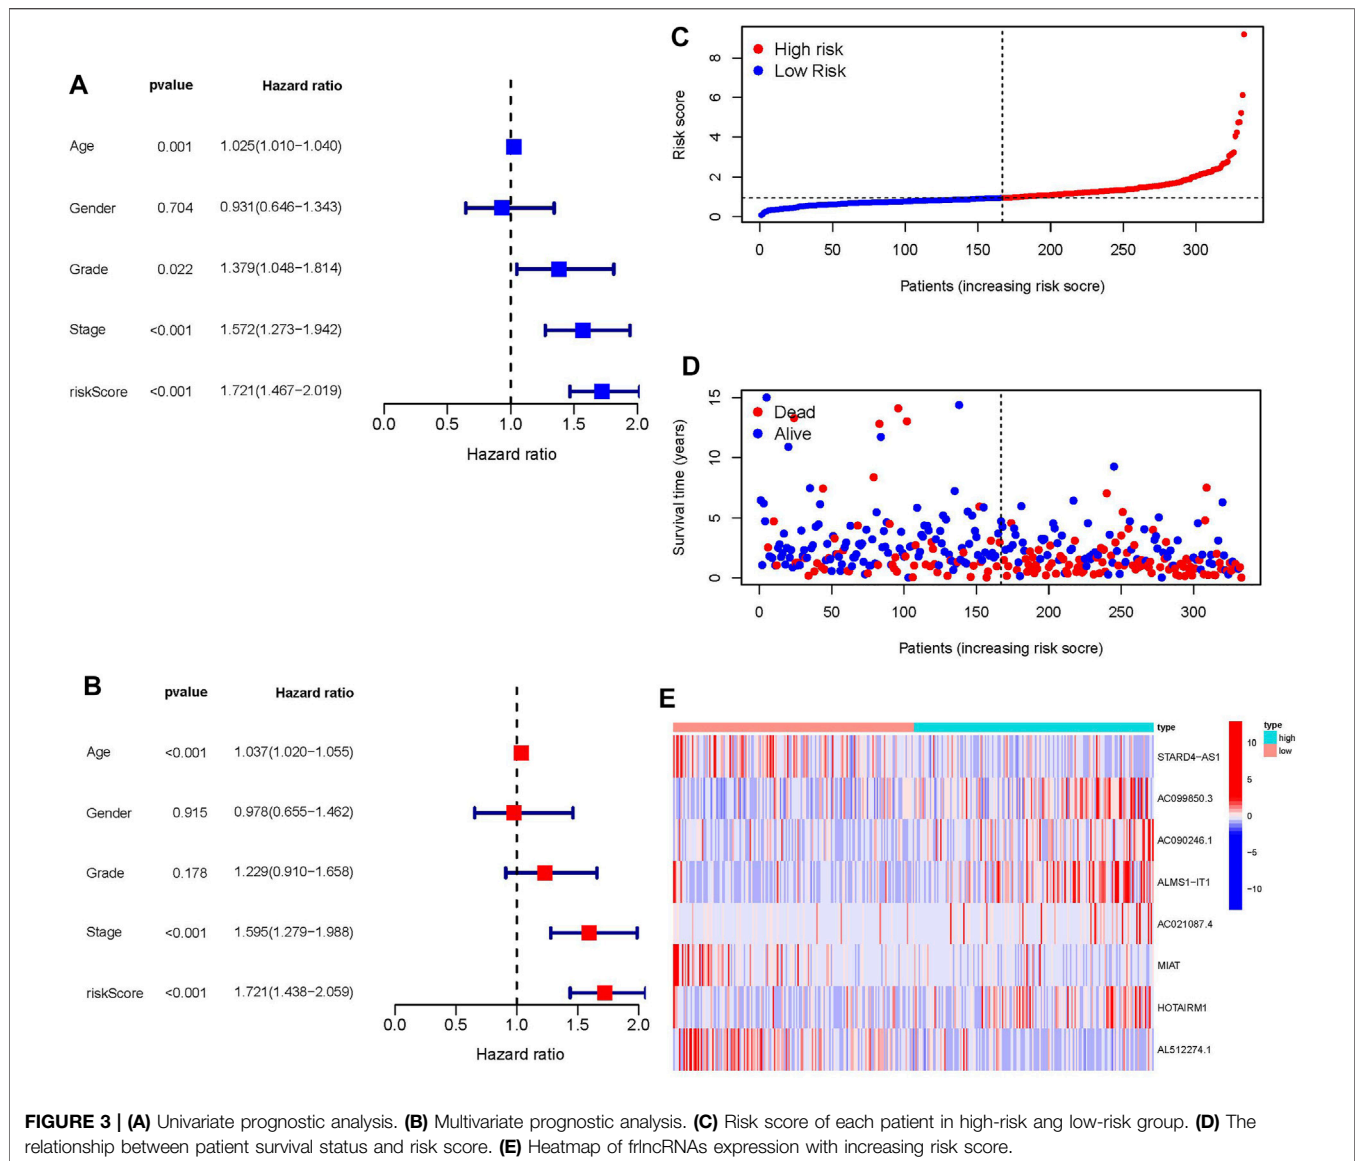 A
pvalue Hazard ratio
Age 0.001 1.025(1.010−1.040)
Gender 0.704 0.931(0.646−1.343)
Grade 0.022 1.379(1.048−1.814)
Stage <0.001 1.572(1.273−1.942)
riskScore <0.001 1.721(1.467−2.019)
0.0 0.5 1.0 1.5 2.0
Hazard ratio
C
High risk
Low Risk
Risk score
0 2 4 6 8
0 50 100 150 200 250 300
Patients (increasing risk socre)
D
Dead
Alive
Survival time (years)
0 5 10 15
0 50 100 150 200 250 300
Patients (increasing risk socre)
B
pvalue Hazard ratio
Age <0.001 1.037(1.020−1.055)
Gender 0.915 0.978(0.655−1.462)
Grade 0.178 1.229(0.910−1.658)
Stage <0.001 1.595(1.279−1.988)
riskScore <0.001 1.721(1.438−2.059)
0.0 0.5 1.0 1.5 2.0
Hazard ratio
E
type
STARD4−AS1
AC099850.3
AC090246.1
ALMS1−IT1
AC021087.4
MIAT
HOTAIRM1
AL512274.1
10
5
0
−5
−10
type
high
low
FIGURE 3 | (A) Univariate prognostic analysis. (B) Multivariate prognostic analysis. (C) Risk score of each patient in high-risk ang low-risk group. (D) The
relationship between patient survival status and risk score. (E) Heatmap of frlncRNAs expression with increasing risk score.